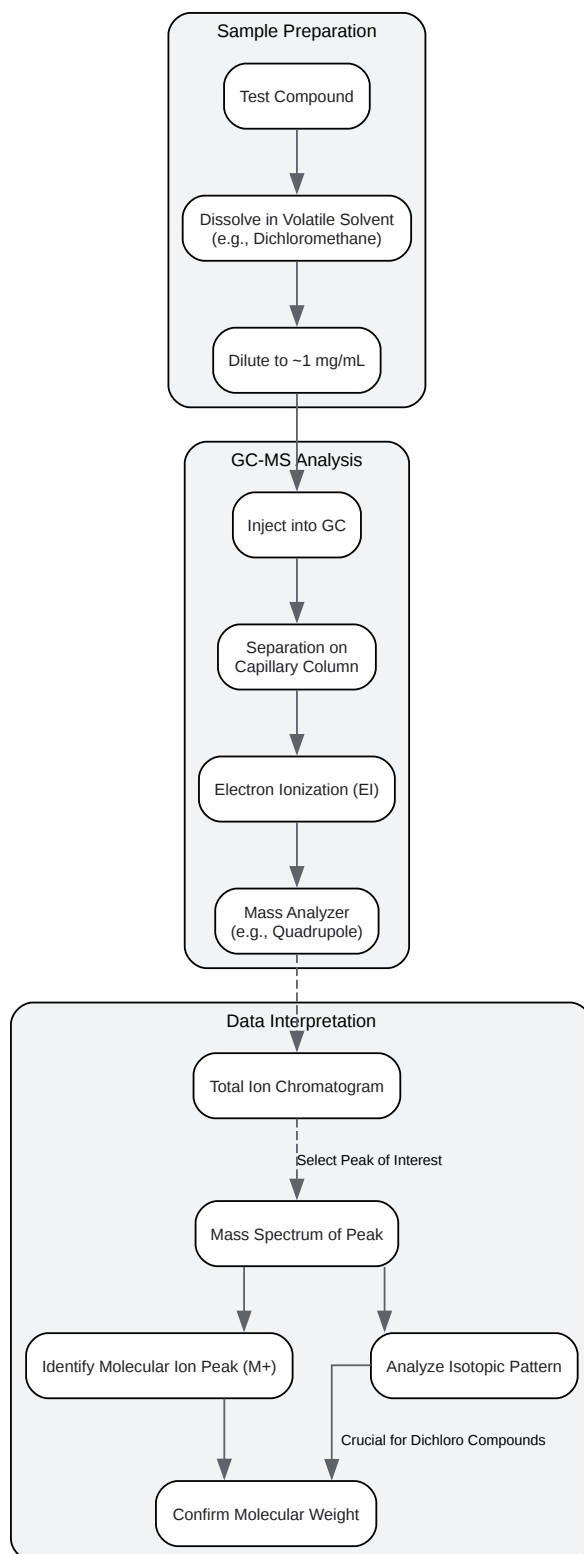 Sample Preparation
Test Compound
Dissolve in Volatile Solvent
(e.g., Dichloromethane)
Dilute to ~1 mg/mL
GC-MS Analysis
Inject into GC
Separation on
Capillary Column
Electron Ionization (EI)
Mass Analyzer
(e.g., Quadrupole)
Data Interpretation
Total Ion Chromatogram
Select Peak of Interest
Mass Spectrum of Peak
Identify Molecular Ion Peak (M+)
Analyze Isotopic Pattern
Crucial for Dichloro Compounds
Confirm Molecular Weight